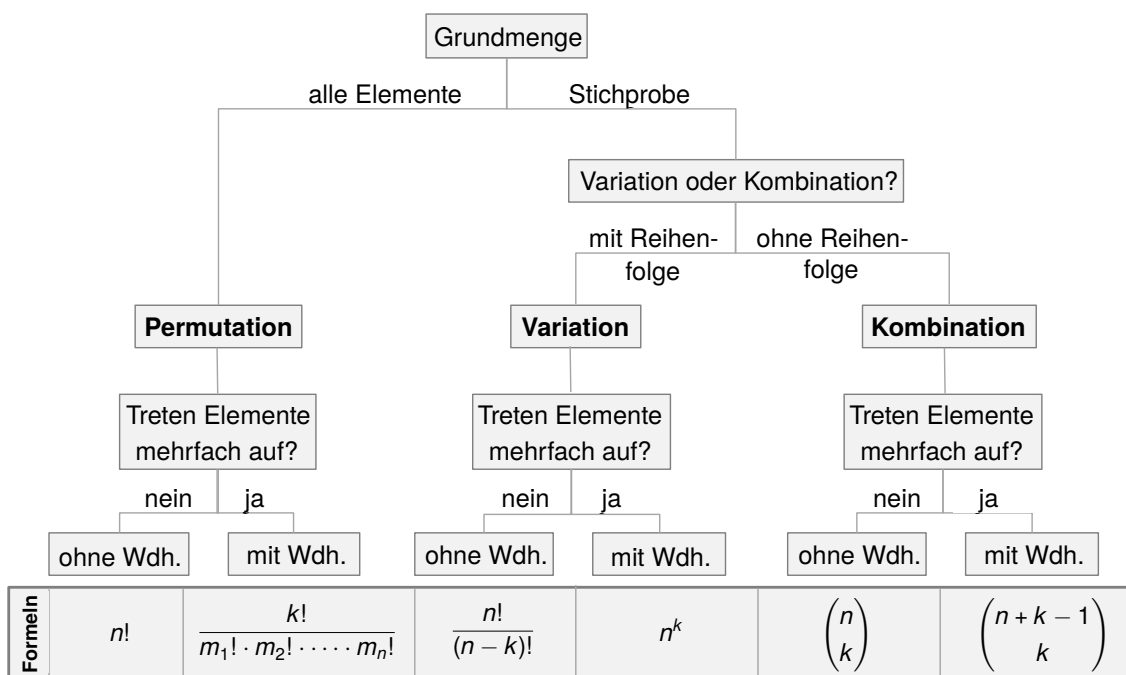 Grundmenge
alle Elemente Stichprobe
Variation oder Kombination?
mit Reihen-
folge
ohne Reihen-
folge
Permutation Variation Kombination
Treten Elemente
mehrfach auf?
Treten Elemente
mehrfach auf?
Treten Elemente
mehrfach auf?
nein ja nein ja nein ja
ohne Wdh. mit Wdh. ohne Wdh. mit Wdh. ohne Wdh. mit Wdh.
Formeln
n!
k!
m₁! · m₂! · · · · · mₙ!
n!
(n − k)!
nᵏ
(n
k)
(n + k − 1
k)